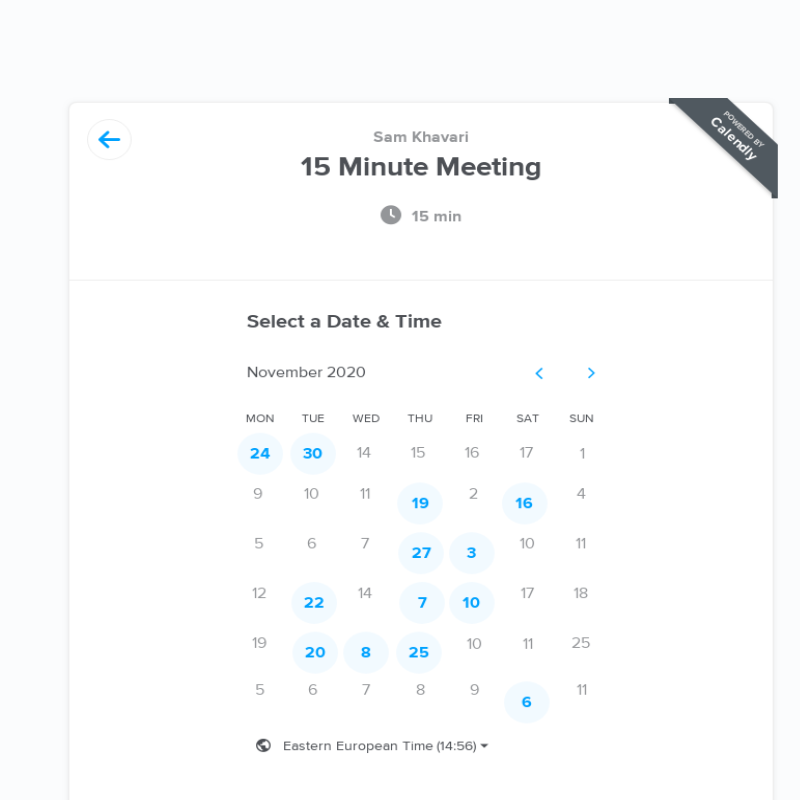 POWERED BY
Calendly
Sam Khavari
15 Minute Meeting
15 min
Select a Date & Time
November 2020
MON TUE WED THU FRI SAT SUN
24 30 14 15 16 17 1
9 10 11 19 2 16 4
5 6 7 27 3 10 11
12 22 14 7 10 17 18
19 20 8 25 10 11 25
5 6 7 8 9 6 11
Eastern European Time (14:56)